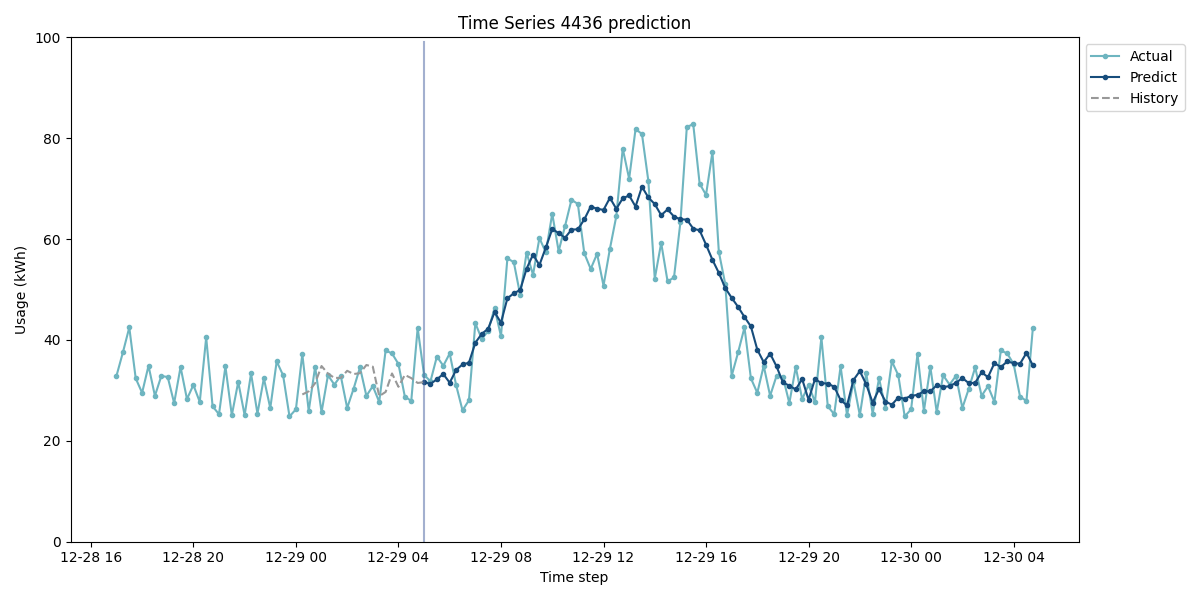 Time Series 4436 prediction
100
80
60
40
20
0
Usage (kWh)
12-28 16
12-28 20
12-29 00
12-29 04
12-29 08
12-29 12
12-29 16
12-29 20
12-30 00
12-30 04
Time step
Actual
Predict
History